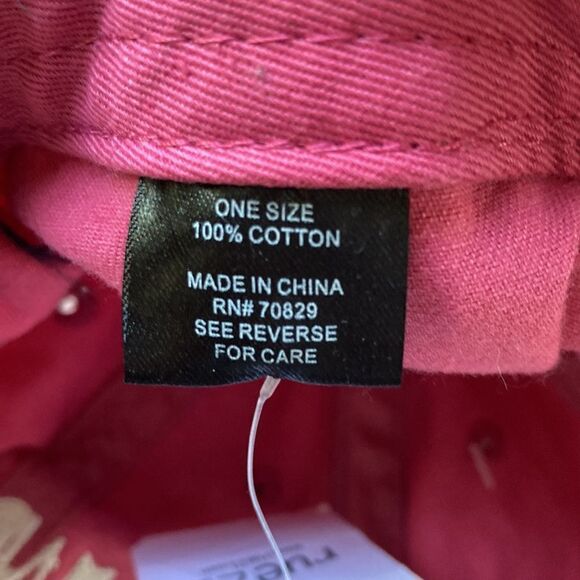 ONE SIZE
100% COTTON
MADE IN CHINA
RN# 70829
SEE REVERSE
FOR CARE